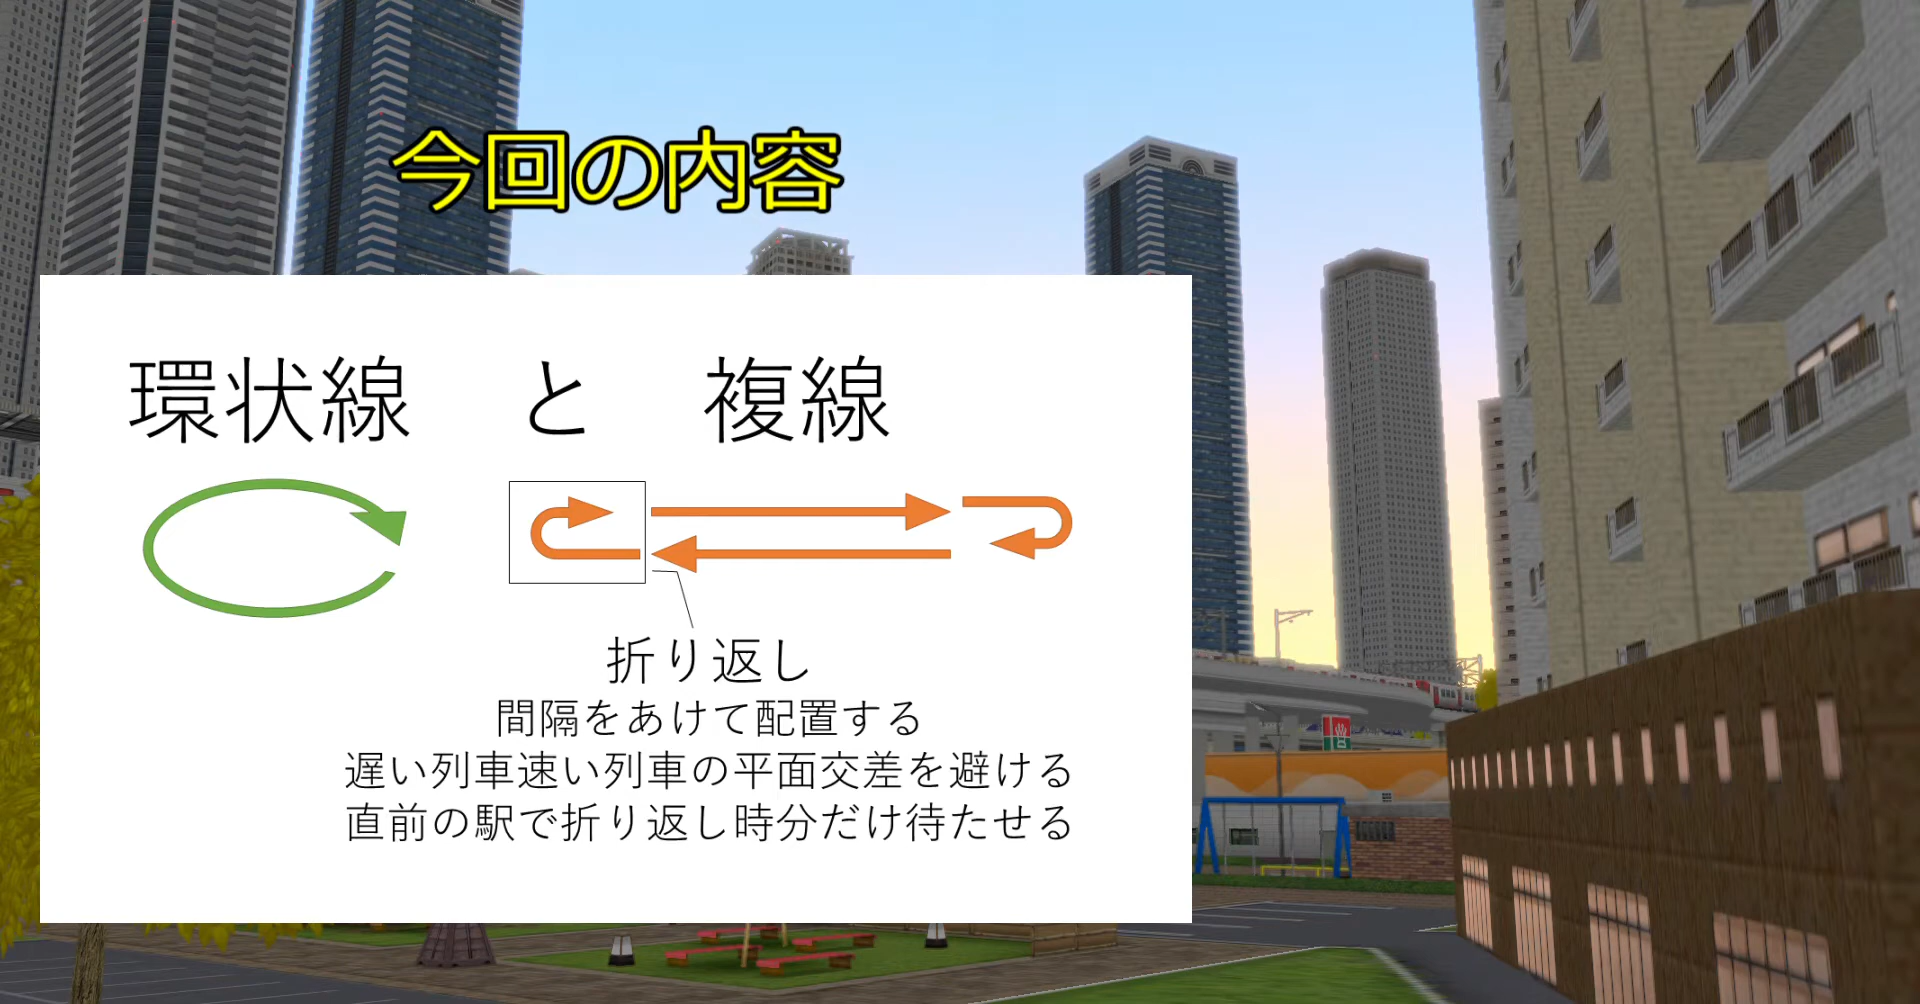 今回の内容
環状線 と 複線
折り返し
間隔をあけて配置する
遅い列車速い列車の平面交差を避ける
直前の駅で折り返し時分だけ待たせる